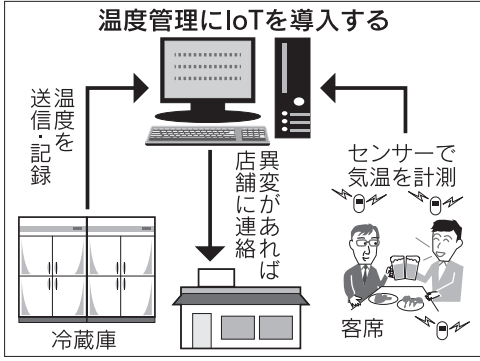 温度管理にIoTを導入する
温度を
送信・記録
異変があれば
店舗に連絡
センサーで
気温を計測
冷蔵庫
客席